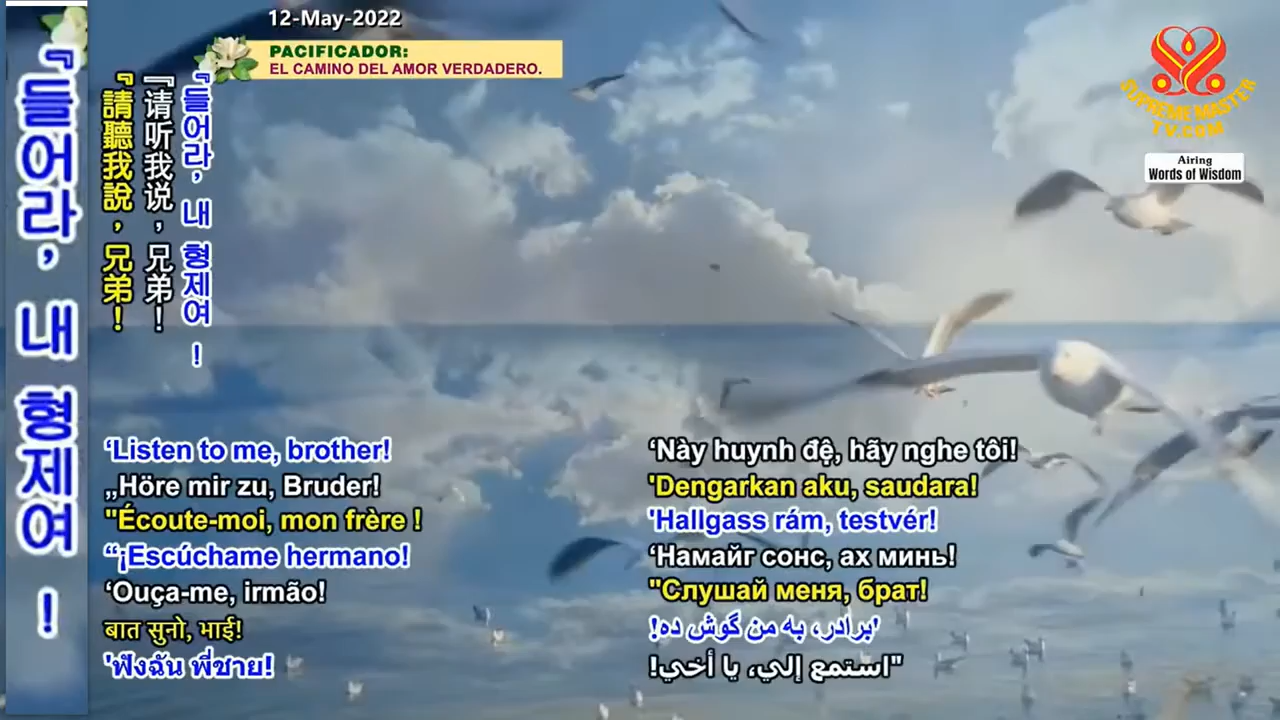 12-May-2022
PACIFICADOR:
EL CAMINO DEL AMOR VERDADERO.
SUPREME MASTER
TV.COM
Airing
Words of Wisdom
『들어라, 내 형제여 !
『請聽我說，兄弟！
『请听我说，兄弟！
『들어라, 내 형제여 !
‘Listen to me, brother!
„Höre mir zu, Bruder!
"Écoute-moi, mon frère !
“¡Escúchame hermano!
‘Ouça-me, irmão!
बात सुनो, भाई!
'ฟังฉัน พี่ชาย!
‘Này huynh đệ, hãy nghe tôi!
'Dengarkan aku, saudara!
'Hallgass rám, testvér!
‘Намайг сонс, ах минь!
"Слушай меня, брат!
'برادر، به من گوش ده!
"استمع إلي، يا أخي!